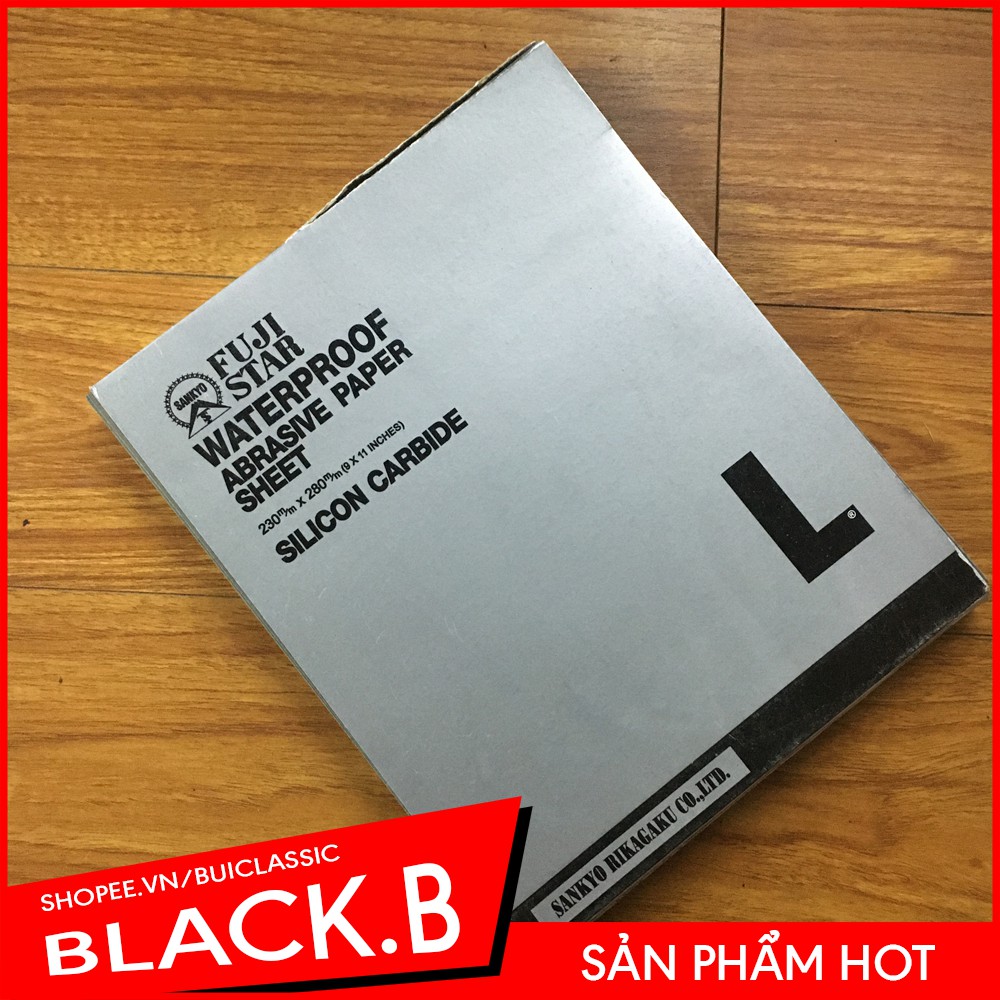 FUJI
STAR
SANKYO
S
WATERPROOF
ABRASIVE PAPER
SHEET
230m/m X 280m/m (9 X 11 INCHES)
SILICON CARBIDE
L®
SANKYO RIKAGAKU CO.,LTD.
SHOPEE.VN/BUICLASSIC
BLACK.B
SẢN PHẨM HOT